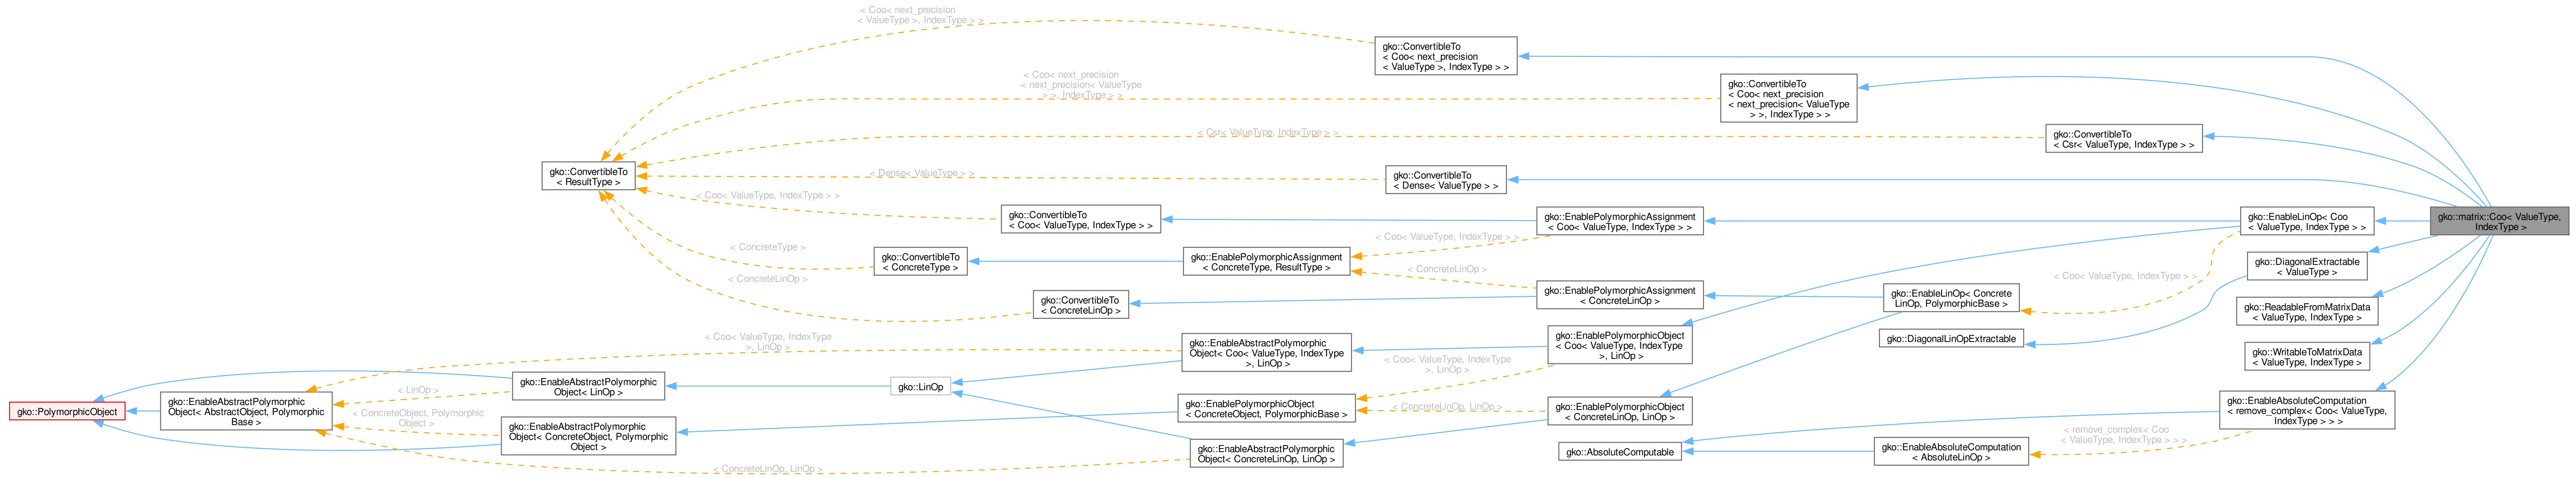 < Coo< next_precision
< ValueType >, IndexType > >
gko::ConvertibleTo
< Coo< next_precision
< ValueType >, IndexType > >
< Coo< next_precision
< next_precision< ValueType
> >, IndexType > >
gko::ConvertibleTo
< Coo< next_precision
< next_precision< ValueType
> >, IndexType > >
< Csr< ValueType, IndexType > >
gko::ConvertibleTo
< Csr< ValueType, IndexType > >
gko::ConvertibleTo
< ResultType >
< Dense< ValueType > >
gko::ConvertibleTo
< Dense< ValueType > >
< Coo< ValueType, IndexType > >
gko::ConvertibleTo
< Coo< ValueType, IndexType > >
gko::EnablePolymorphicAssignment
< Coo< ValueType, IndexType > >
gko::EnableLinOp< Coo
< ValueType, IndexType > >
gko::matrix::Coo< ValueType,
IndexType >
< ConcreteType >
gko::ConvertibleTo
< ConcreteType >
gko::EnablePolymorphicAssignment
< ConcreteType, ResultType >
< Coo< ValueType, IndexType > >
< ConcreteLinOp >
gko::DiagonalExtractable
< ValueType >
< ConcreteLinOp >
gko::ConvertibleTo
< ConcreteLinOp >
gko::EnablePolymorphicAssignment
< ConcreteLinOp >
gko::EnableLinOp< Concrete
LinOp, PolymorphicBase >
< Coo< ValueType, IndexType > >
gko::ReadableFromMatrixData
< ValueType, IndexType >
< Coo< ValueType, IndexType
>, LinOp >
gko::EnableAbstractPolymorphic
Object< Coo< ValueType, IndexType
>, LinOp >
gko::EnablePolymorphicObject
< Coo< ValueType, IndexType
>, LinOp >
gko::DiagonalLinOpExtractable
gko::WritableToMatrixData
< ValueType, IndexType >
< Coo< ValueType, IndexType
>, LinOp >
gko::PolymorphicObject
gko::EnableAbstractPolymorphic
Object< AbstractObject, Polymorphic
Base >
< LinOp >
gko::EnableAbstractPolymorphic
Object< LinOp >
gko::LinOp
< ConcreteObject, Polymorphic
Object >
gko::EnableAbstractPolymorphic
Object< ConcreteObject, Polymorphic
Object >
gko::EnablePolymorphicObject
< ConcreteObject, PolymorphicBase >
< ConcreteLinOp, LinOp >
gko::EnablePolymorphicObject
< ConcreteLinOp, LinOp >
gko::EnableAbsoluteComputation
< remove_complex< Coo< ValueType,
IndexType > > >
< ConcreteLinOp, LinOp >
gko::EnableAbstractPolymorphic
Object< ConcreteLinOp, LinOp >
gko::AbsoluteComputable
gko::EnableAbsoluteComputation
< AbsoluteLinOp >
< remove_complex< Coo
< ValueType, IndexType > > >